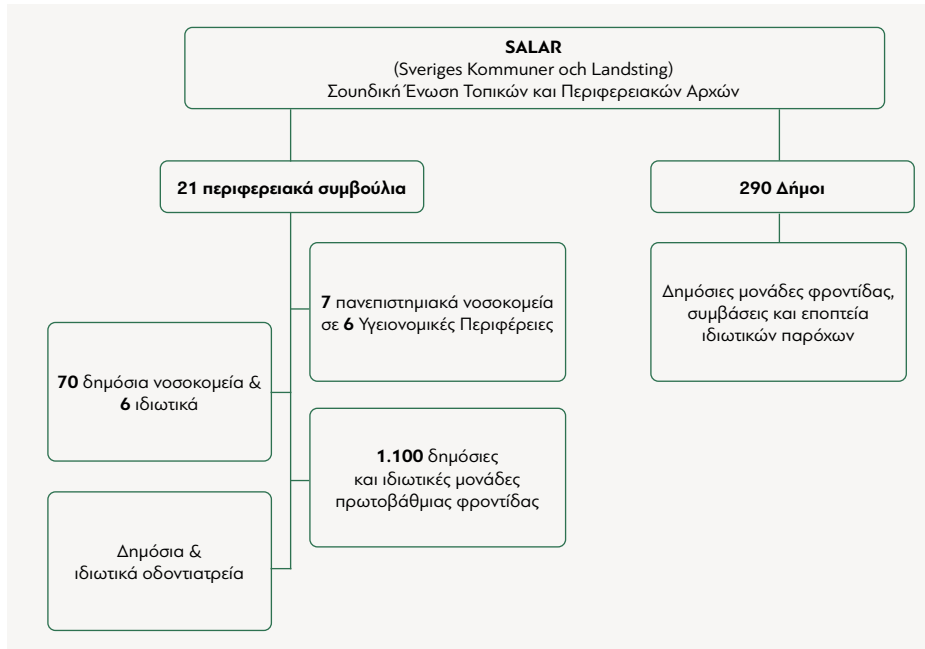 SALAR
(Sveriges Kommuner och Landsting)
Σουηδική Ένωση Τοπικών και Περιφερειακών Αρχών
21 περιφερειακά συμβούλια
290 Δήμοι
7 πανεπιστημιακά νοσοκομεία
σε 6 Υγειονομικές Περιφέρειες
Δημόσιες μονάδες φροντίδας,
συμβάσεις και εποπτεία
ιδιωτικών παρόχων
70 δημόσια νοσοκομεία &
6 ιδιωτικά
1.100 δημόσιες
και ιδιωτικές μονάδες
πρωτοβάθμιας φροντίδας
Δημόσια &
ιδιωτικά οδοντιατρεία